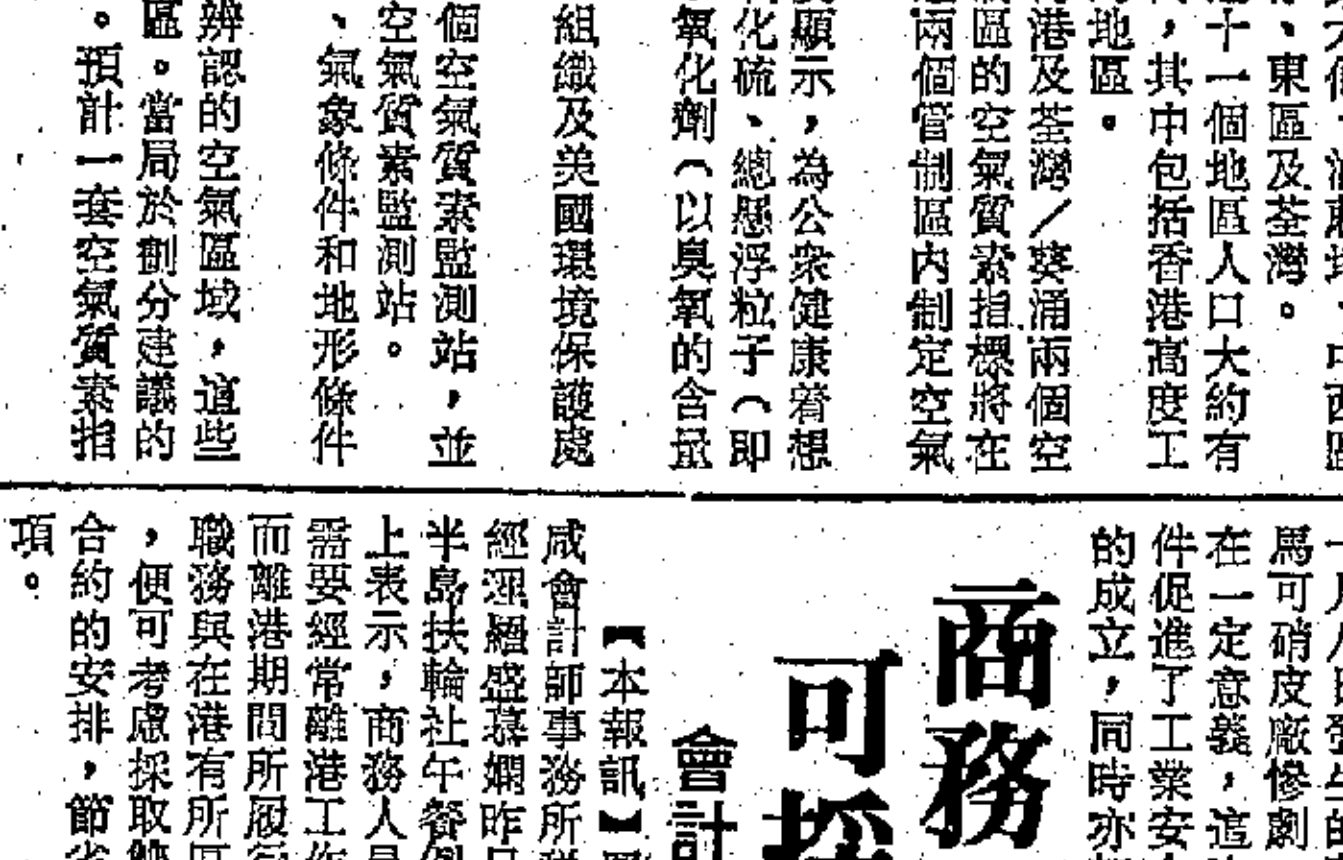 、東區及荃灣。
十一個地區人口大約有
，其中包括香港高度工
地區。
港及荃灣／葵涌兩個空
區的空氣質素指標將在
兩個管制區內制定空氣
顯示，為公衆健康着想
化硫、總懸浮粒子（即
氧化劑（以臭氧的含量
組織及美國環境保護處
個空氣質素監測站，並
空氣質素監測站。
、氣象條件和地形條件
辨認的空氣區域，這些
區。當局於劃分建議的
。預計一套空氣質素指
馬可硝皮廠慘劇
在一定意義，這
件促進了工業安
的成立，同時亦
商務
可採
會計
【本報訊】
咸會計師事務所
經理 盛慕嫻昨
半島扶輪社午餐例
上表示，商務人員
需要經常離港工作
而離港期間所履行
職務與在港有所區
，便可考慮採取
合約的安排，節省
項。